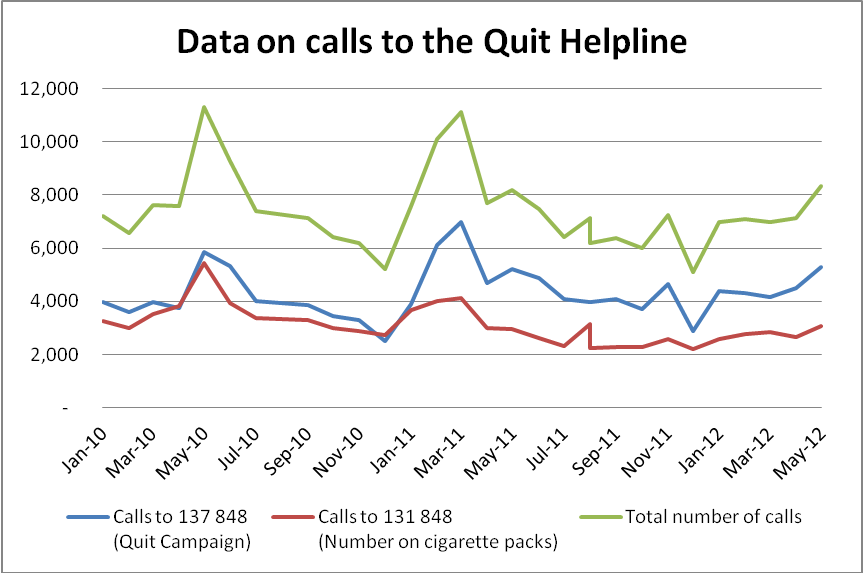 Data on calls to the Quit Helpline
12,000
10,000
8,000
6,000
4,000
2,000
-
Jan-10
Mar-10
May-10
Jul-10
Sep-10
Nov-10
Jan-11
Mar-11
May-11
Jul-11
Sep-11
Nov-11
Jan-12
Mar-12
May-12
Calls to 137 848
(Quit Campaign)
Calls to 131 848
(Number on cigarette packs)
Total number of calls